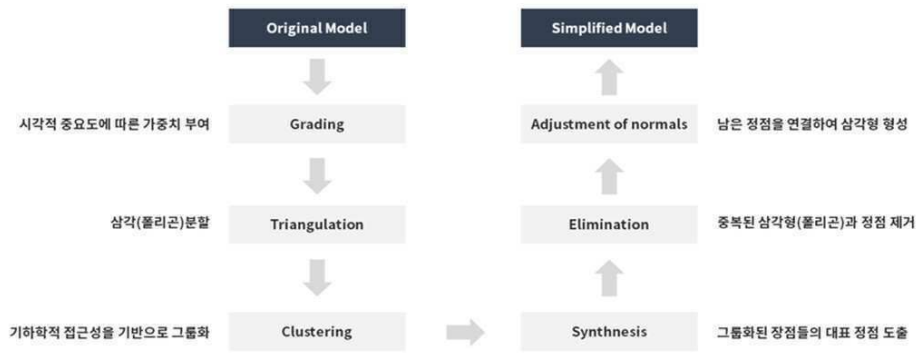 Original Model
Simplified Model
시각적 중요도에 따른 가중치 부여
Grading
Adjustment of normals
남은 정점을 연결하여 삼각형 형성
삼각(폴리곤)분할
Triangulation
Elimination
중복된 삼각형(폴리곤)과 정점 제거
기하학적 접근성을 기반으로 그룹화
Clustering
Synthnesis
그룹화된 장점들의 대표 정점 도출